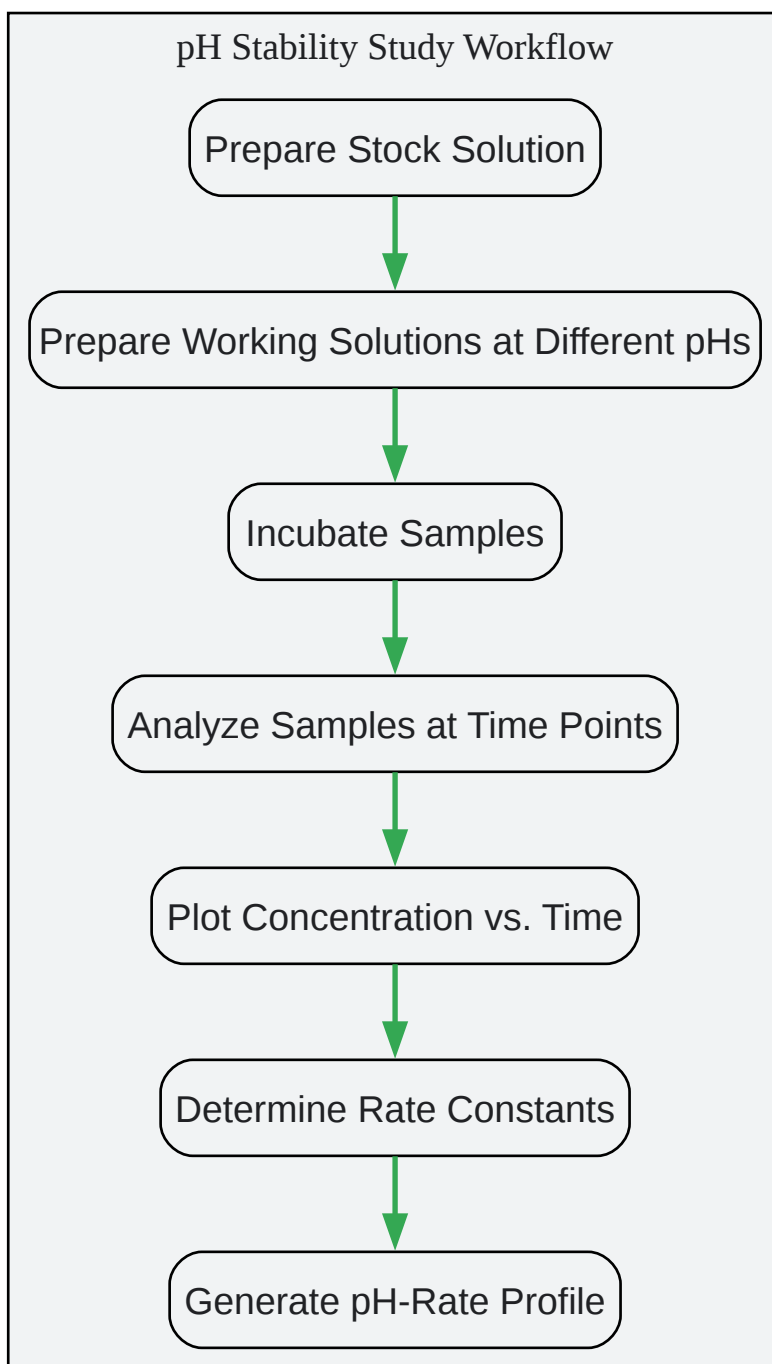 pH Stability Study Workflow
Prepare Stock Solution
Prepare Working Solutions at Different pHs
Incubate Samples
Analyze Samples at Time Points
Plot Concentration vs. Time
Determine Rate Constants
Generate pH-Rate Profile